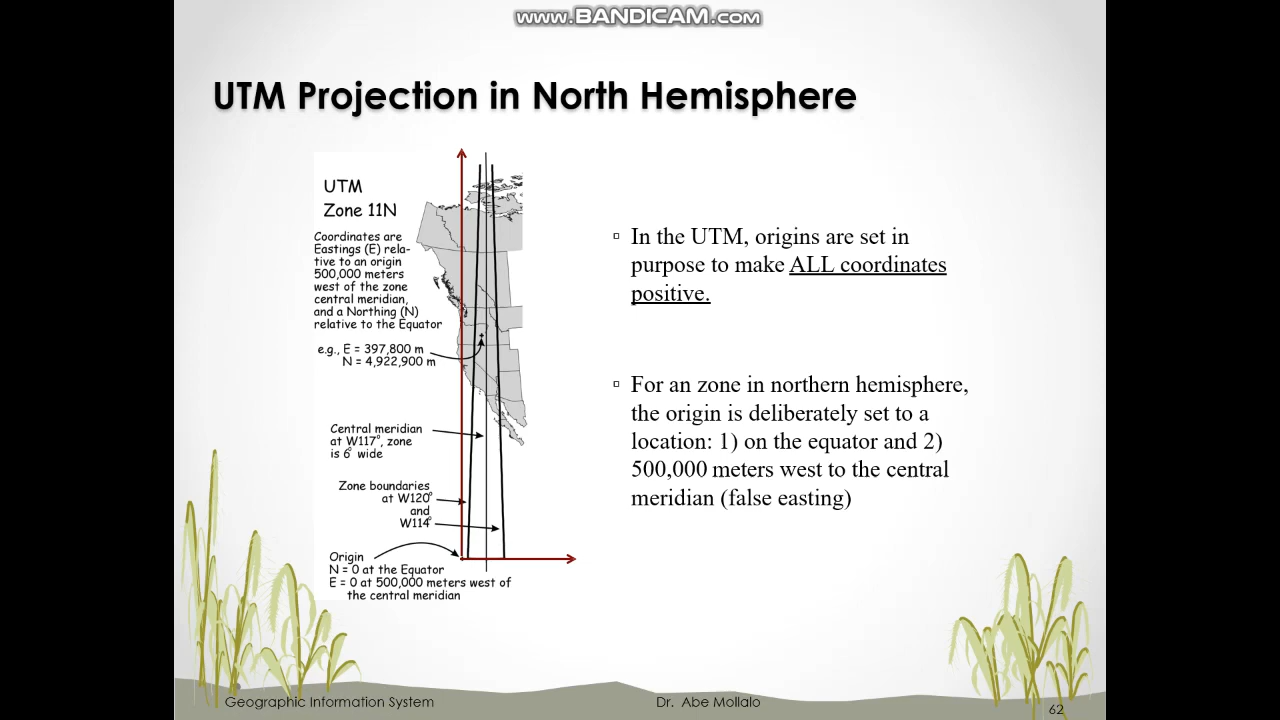 www.BANDICAM.com
UTM Projection in North Hemisphere
UTM
Zone 11N
Coordinates are
Eastings (E) rela-
tive to an origin
500,000 meters
west of the zone
central meridian,
and a Northing (N)
relative to the Equator
e.g., E = 397,800 m
N = 4,922,900 m
Central meridian
at W117°, zone
is 6° wide
Zone boundaries
at W120°
and
W114°
Origin
N = 0 at the Equator
E = 0 at 500,000 meters west of
the central meridian
▫ In the UTM, origins are set in
purpose to make ALL coordinates
positive.
▫ For an zone in northern hemisphere,
the origin is deliberately set to a
location: 1) on the equator and 2)
500,000 meters west to the central
meridian (false easting)
Geographic Information System
Dr. Abe Mollalo
62